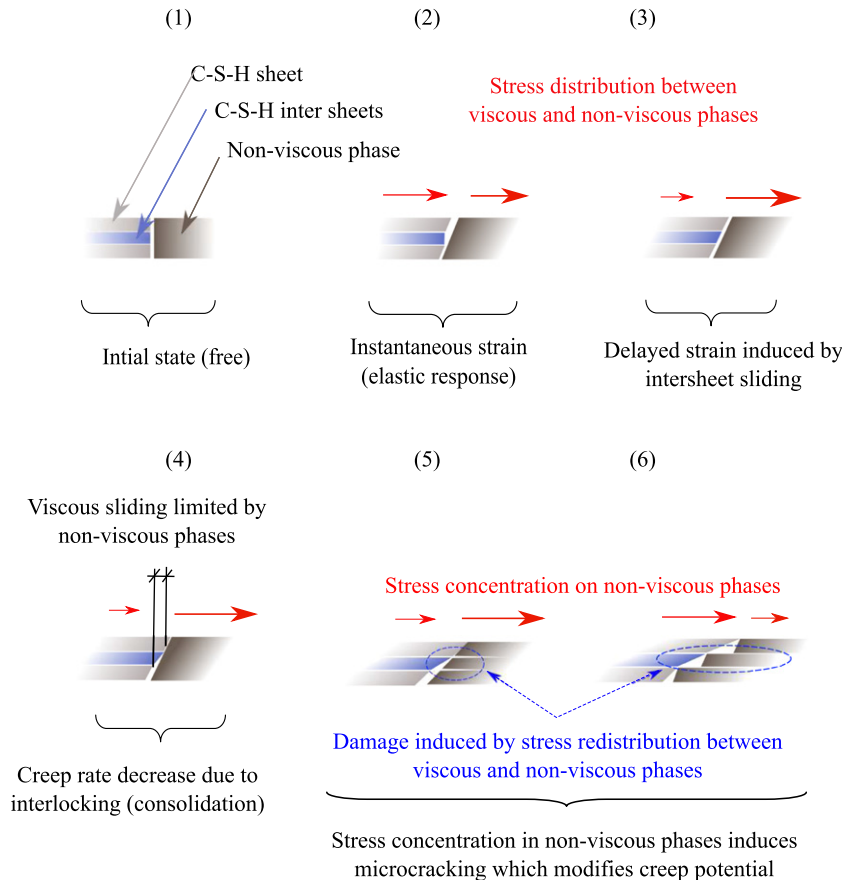 (1)
(2)
(3)
C-S-H sheet
C-S-H inter sheets
Non-viscous phase
Stress distribution between
viscous and non-viscous phases
Intial state (free)
Instantaneous strain
(elastic response)
Delayed strain induced by
intersheet sliding
(4)
(5)
(6)
Viscous sliding limited by
non-viscous phases
Stress concentration on non-viscous phases
Creep rate decrease due to
interlocking (consolidation)
Damage induced by stress redistribution between
viscous and non-viscous phases
Stress concentration in non-viscous phases induces
microcracking which modifies creep potential